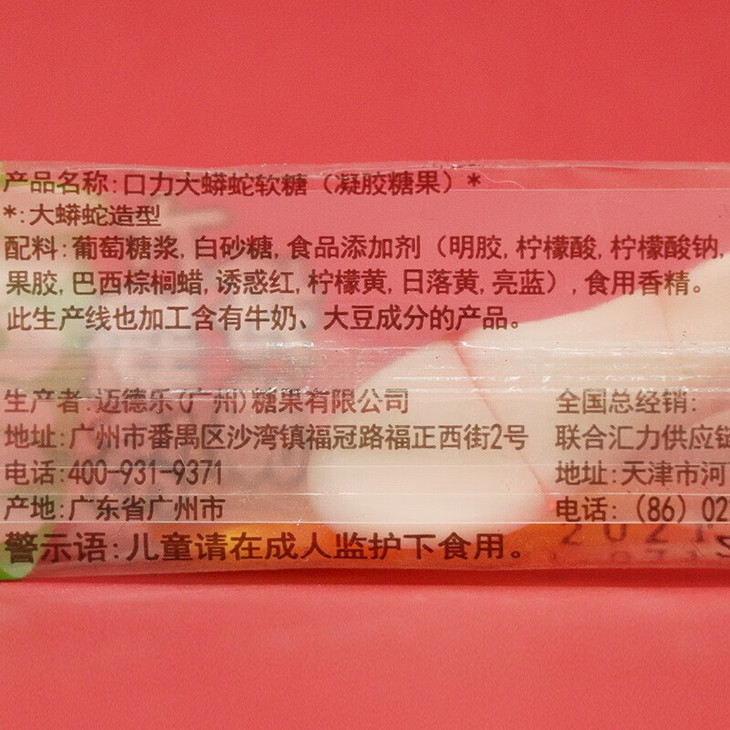 产品名称:口力大蟒蛇软糖（凝胶糖果）*
*:大蟒蛇造型
配料:葡萄糖浆,白砂糖,食品添加剂（明胶,柠檬酸,柠檬酸钠,
果胶,巴西棕榈蜡,诱惑红,柠檬黄,日落黄,亮蓝）,食用香精。
此生产线也加工含有牛奶、大豆成分的产品。
生产者:迈德乐(广州)糖果有限公司
地址:广州市番禺区沙湾镇福冠路福正西街2号
电话:400-931-9371
产地:广东省广州市
警示语:儿童请在成人监护下食用。
全国总经销:
联合汇力供应链
地址:天津市河
电话:（86）02
2021